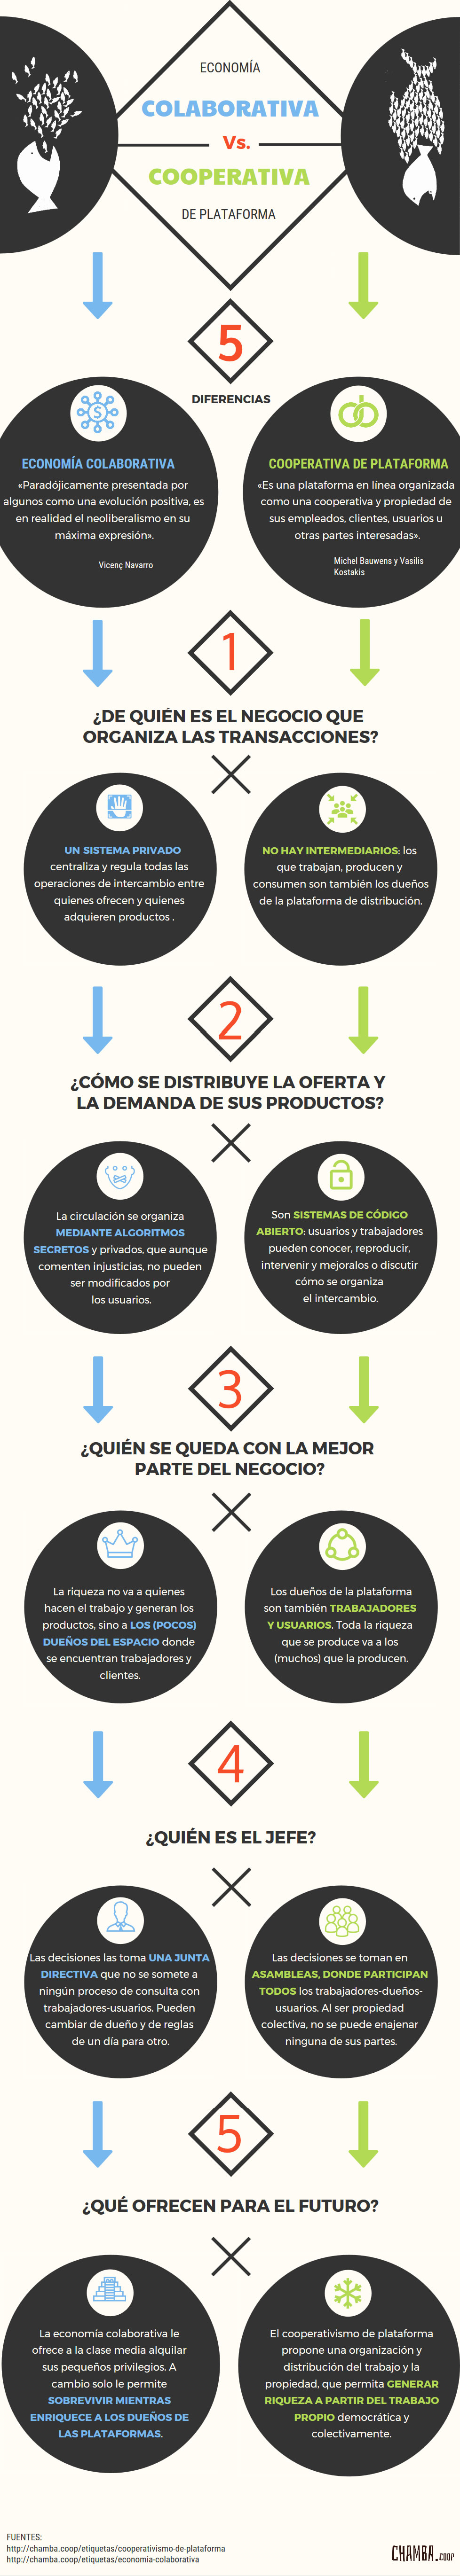 ECONOMÍA
COLABORATIVA
Vs.
COOPERATIVA
DE PLATAFORMA
5
DIFERENCIAS
ECONOMÍA COLABORATIVA
«Paradójicamente presentada por
algunos como una evolución positiva, es
en realidad el neoliberalismo en su
máxima expresión».
Vicenç Navarro
COOPERATIVA DE PLATAFORMA
«Es una plataforma en línea organizada
como una cooperativa y propiedad de
sus empleados, clientes, usuarios u
otras partes interesadas».
Michel Bauwens y Vasilis
Kostakis
1
¿DE QUIÉN ES EL NEGOCIO QUE
ORGANIZA LAS TRANSACCIONES?
UN SISTEMA PRIVADO
centraliza y regula todas las
operaciones de intercambio entre
quienes ofrecen y quienes
adquieren productos .
NO HAY INTERMEDIARIOS: los
que trabajan, producen y
consumen son también los dueños
de la plataforma de distribución.
2
¿CÓMO SE DISTRIBUYE LA OFERTA Y
LA DEMANDA DE SUS PRODUCTOS?
La circulación se organiza
MEDIANTE ALGORITMOS
SECRETOS y privados, que aunque
comenten injusticias, no pueden
ser modificados por
los usuarios.
Son SISTEMAS DE CÓDIGO
ABIERTO: usuarios y trabajadores
pueden conocer, reproducir,
intervenir y mejoralos o discutir
cómo se organiza
el intercambio.
3
¿QUIÉN SE QUEDA CON LA MEJOR
PARTE DEL NEGOCIO?
La riqueza no va a quienes
hacen el trabajo y generan los
productos, sino a LOS (POCOS)
DUEÑOS DEL ESPACIO donde
se encuentran trabajadores y
clientes.
Los dueños de la plataforma
son también TRABAJADORES
Y USUARIOS. Toda la riqueza
que se produce va a los
(muchos) que la producen.
4
¿QUIÉN ES EL JEFE?
Las decisiones las toma UNA JUNTA
DIRECTIVA que no se somete a
ningún proceso de consulta con
trabajadores-usuarios. Pueden
cambiar de dueño y de reglas
de un día para otro.
Las decisiones se toman en
ASAMBLEAS, DONDE PARTICIPAN
TODOS los trabajadores-dueños-
usuarios. Al ser propiedad
colectiva, no se puede enajenar
ninguna de sus partes.
5
¿QUÉ OFRECEN PARA EL FUTURO?
La economía colaborativa le
ofrece a la clase media alquilar
sus pequeños privilegios. A
cambio solo le permite
SOBREVIVIR MIENTRAS
ENRIQUECE A LOS DUEÑOS DE
LAS PLATAFORMAS.
El cooperativismo de plataforma
propone una organización y
distribución del trabajo y la
propiedad, que permita GENERAR
RIQUEZA A PARTIR DEL TRABAJO
PROPIO democrática y
colectivamente.
FUENTES:
http://chamba.coop/etiquetas/cooperativismo-de-plataforma
http://chamba.coop/etiquetas/economia-colaborativa
CHAMBA.COOP